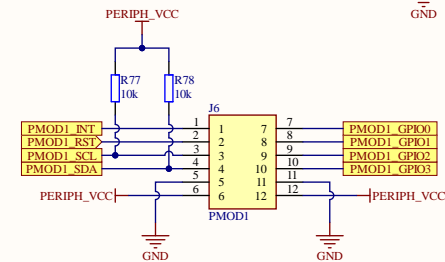 GND
PERIPH_VCC
R77
10k
R78
10k
J6
PMOD1_INT 1 1 7 7 PMOD1_GPIO1
PMOD1_RST 2 2 8 8 PMOD1_GPIO1
PMOD1_SCL 3 3 9 9 PMOD1_GPIO2
PMOD1_SDA 4 4 10 10 PMOD1_GPIO3
5 5 11 11
PERIPH_VCC 6 6 12 12 PERIPH_VCC
PMOD1
GND
GND